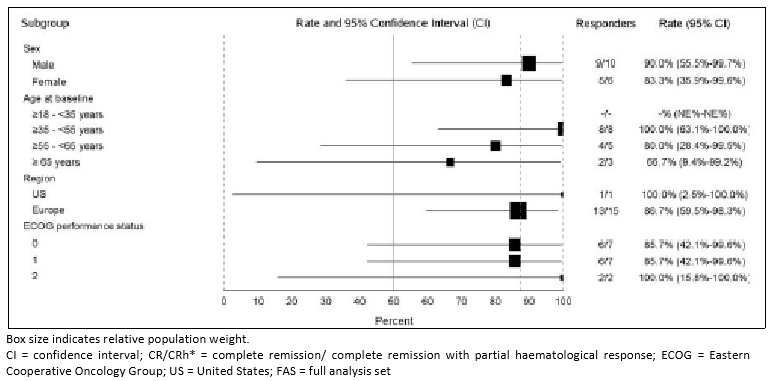 Subgroup Rate and 95% Confidence Interval (CI) Responders Rate (95% CI)
Sex
Male 9/10 90.0% (55.5%-99.7%)
Female 5/6 83.3% (35.9%-99.6%)
Age at baseline
≥18 - <35 years -/- -% (NE%-NE%)
≥35 - <55 years 8/8 100.0% (63.1%-100.0%)
≥55 - <65 years 4/5 80.0% (28.4%-99.5%)
≥ 65 years 2/3 66.7% (9.4%-99.2%)
Region
US 1/1 100.0% (2.5%-100.0%)
Europe 13/15 86.7% (59.5%-98.3%)
ECOG performance status
0 6/7 85.7% (42.1%-99.6%)
1 6/7 85.7% (42.1%-99.6%)
2 2/2 100.0% (15.8%-100.0%)
0 10 20 30 40 50 60 70 80 90 100
Percent
Box size indicates relative population weight.
CI = confidence interval; CR/CRh* = complete remission/ complete remission with partial haematological response; ECOG = Eastern
Cooperative Oncology Group; US = United States; FAS = full analysis set